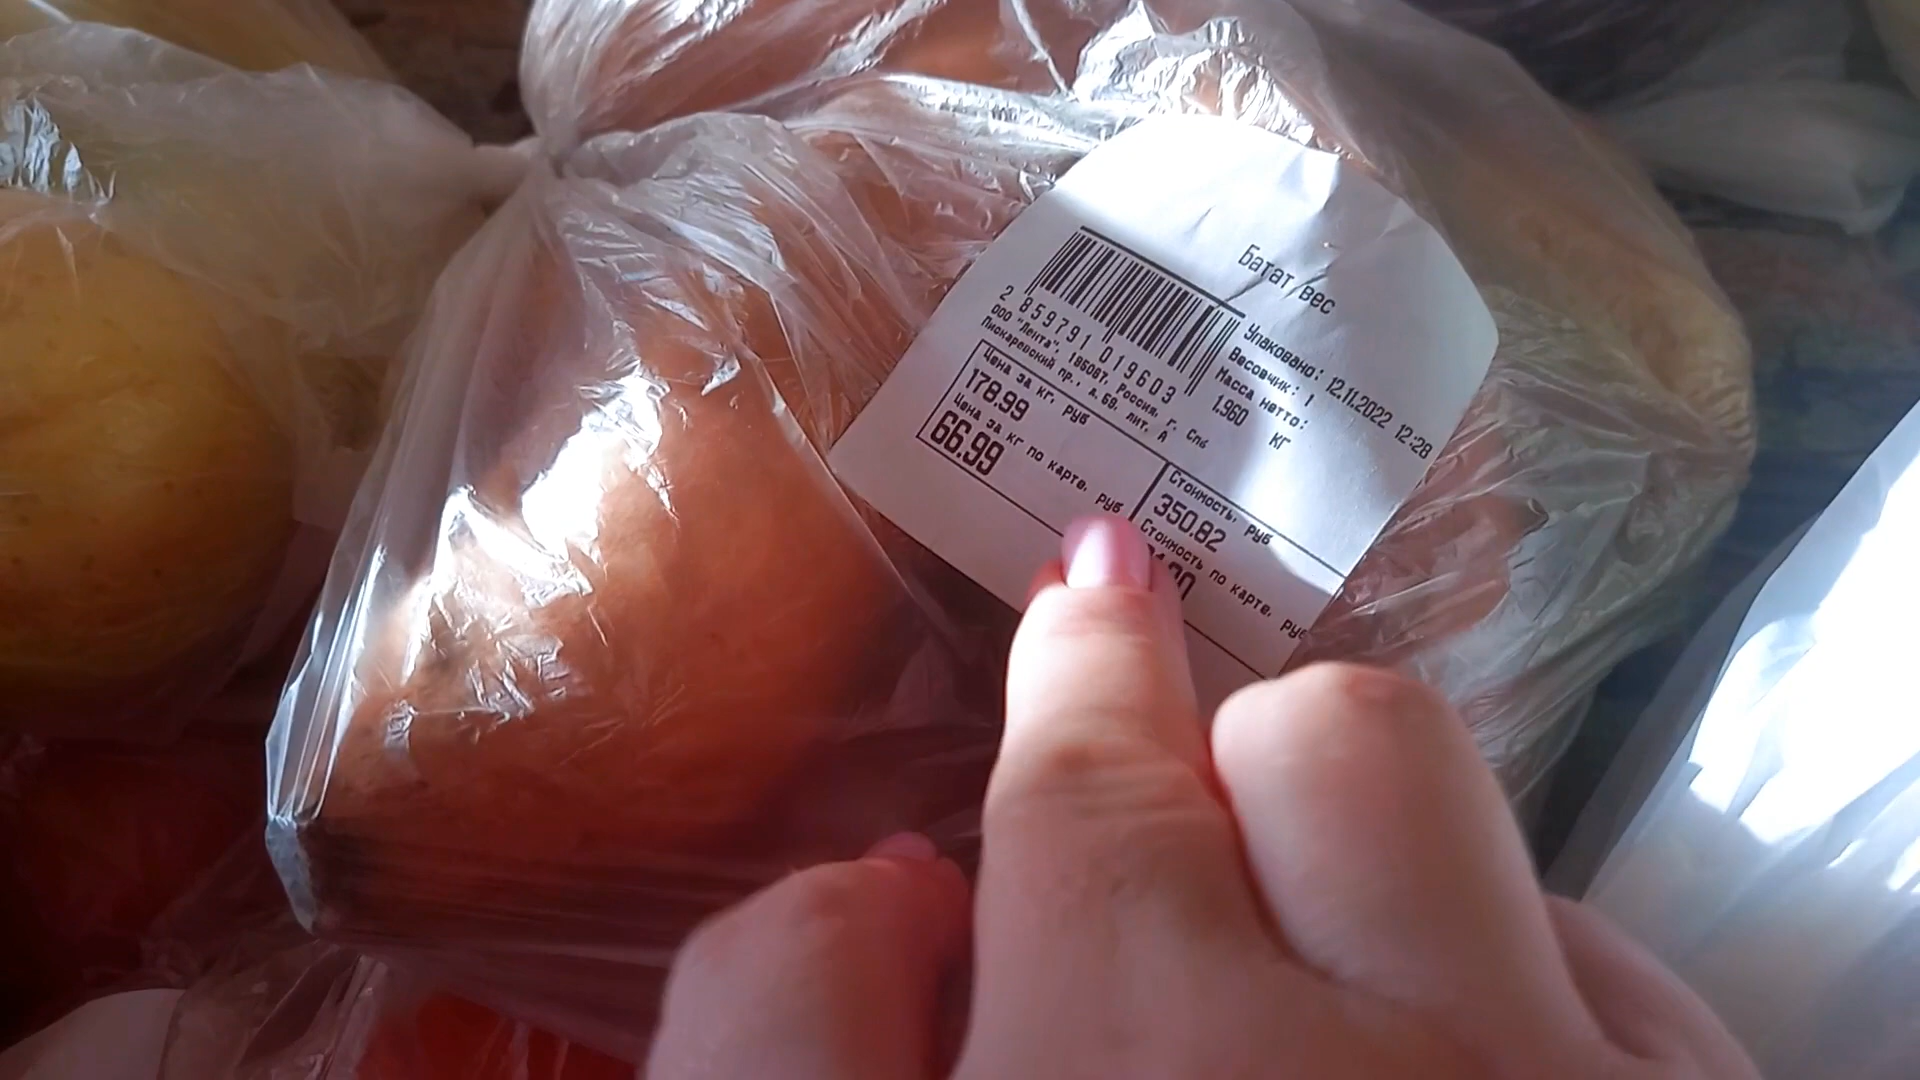 Батат вес
Упаковано: 12.11.2022 12:28
Весовчик: 1
Масса нетто:
1,960 кг
2 859791 019603
ООО "Лента", Россия, г. Спб
Пискаревский пр., д.59, лит. А
Цена за кг, руб
178.99
Цена за кг по карте, руб
66.99
Стоимость, руб
350.82
Стоимость по карте, руб